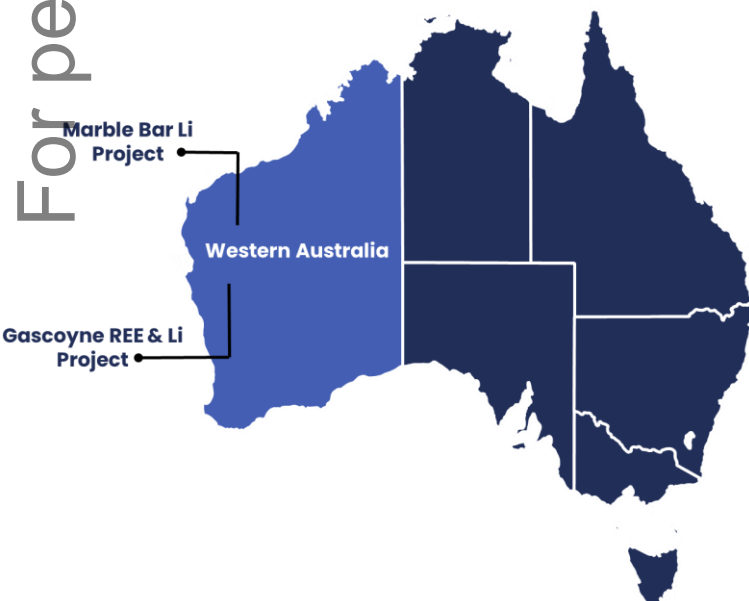 For pe
Marble Bar Li
Project
Western Australia
Gascoyne REE & Li
Project